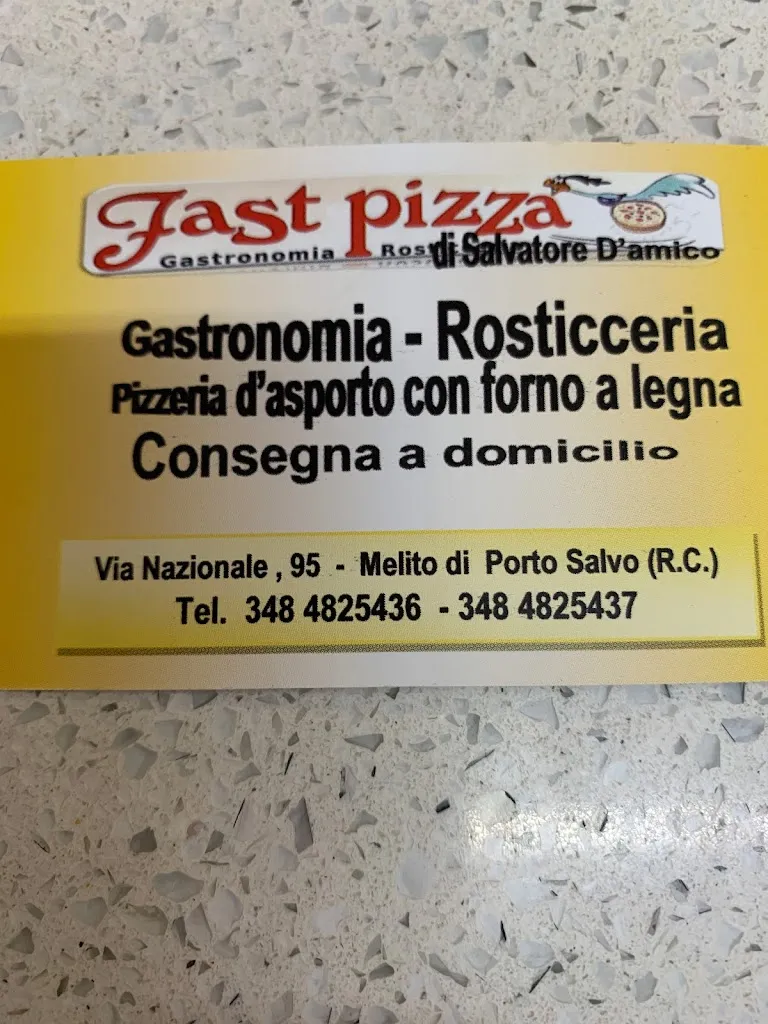 Fast pizza
Gastronomia Ros di Salvatore D'amico
Gastronomia - Rosticceria
Pizzeria d'asporto con forno a legna
Consegna a domicilio
Via Nazionale , 95 - Melito di Porto Salvo (R.C.)
Tel. 348 4825436 - 348 4825437